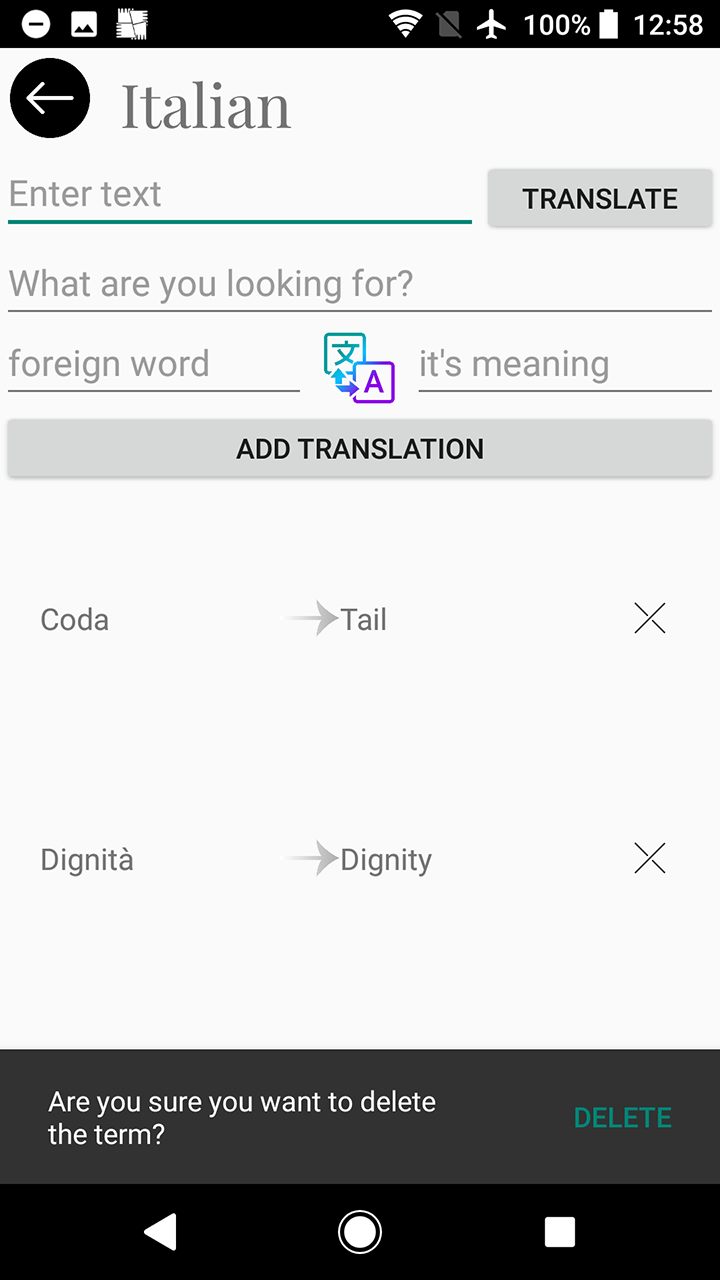 100% 12:58
Italian
Enter text
TRANSLATE
What are you looking for?
foreign word
文
A
it's meaning
ADD TRANSLATION
Coda Tail
Dignità Dignity
Are you sure you want to delete
the term?
DELETE